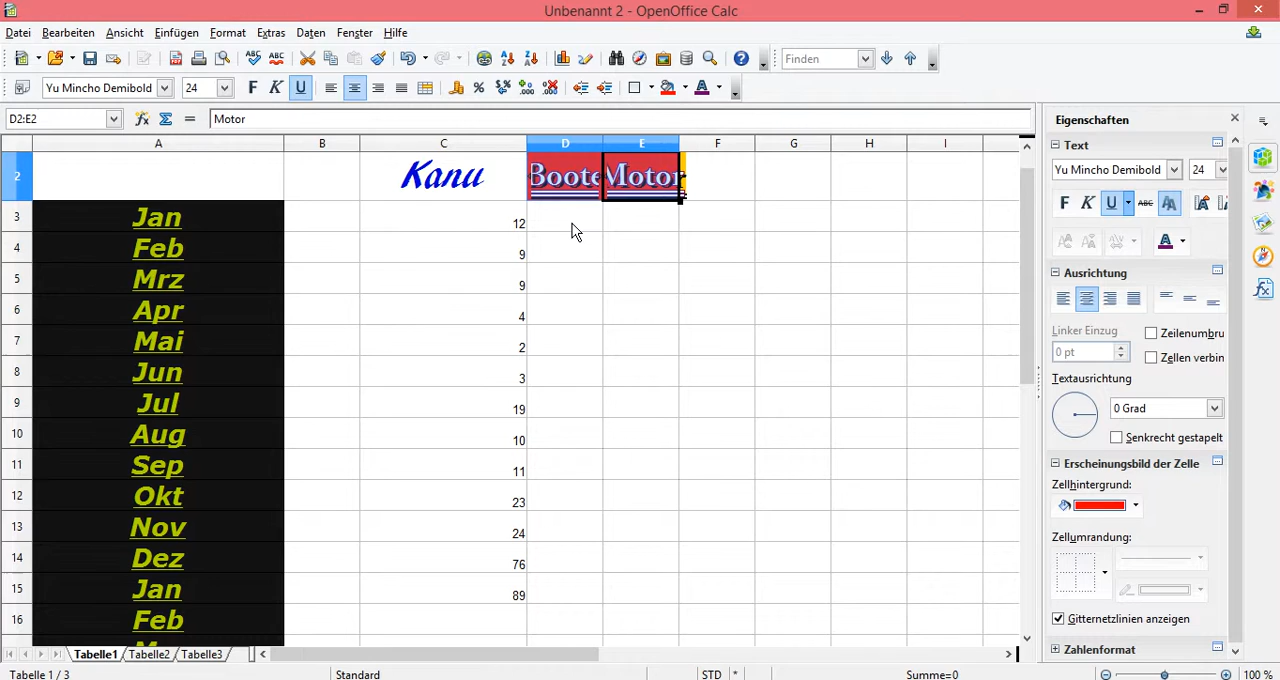 Unbenannt 2 - OpenOffice Calc
Datei Bearbeiten Ansicht Einfügen Format Extras Daten Fenster Hilfe
Finden
Yu Mincho Demibold 24 F K U
D2:E2 Motor
A B C D E F G H I
2 Kanu Boote Motor
3 Jan 12
4 Feb 9
5 Mrz 9
6 Apr 4
7 Mai 2
8 Jun 3
9 Jul 19
10 Aug 10
11 Sep 11
12 Okt 23
13 Nov 24
14 Dez 76
15 Jan 89
16 Feb
Tabelle1 Tabelle2 Tabelle3
Tabelle 1 / 3 Standard STD * Summe=0 100 %
Eigenschaften
Text
Yu Mincho Demibold 24
F K U ABC AA
Ausrichtung
Linker Einzug
Zeilenumbru
0 pt
Zellen verbin
Textausrichtung
0 Grad
Senkrecht gestapelt
Erscheinungsbild der Zelle
Zellhintergrund:
Zellumrandung:
Gitternetzlinien anzeigen
Zahlenformat